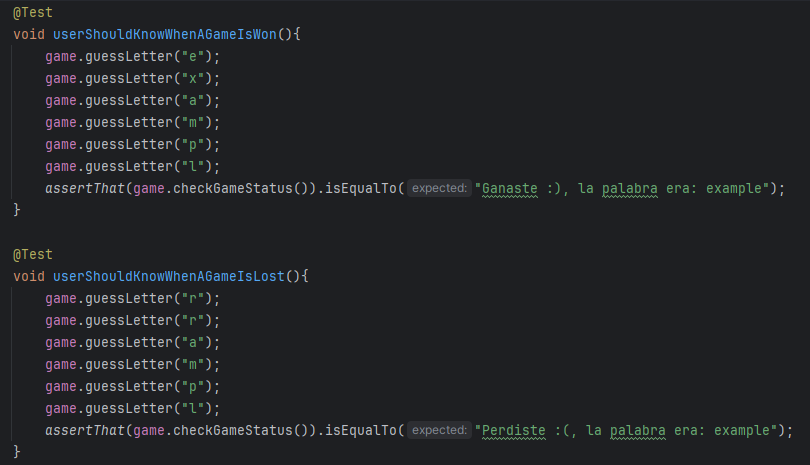 @Test
void userShouldKnowWhenAGameIsWon(){
game.guessLetter("e");
game.guessLetter("x");
game.guessLetter("a");
game.guessLetter("m");
game.guessLetter("p");
game.guessLetter("l");
assertThat(game.checkGameStatus()).isEqualTo( expected: "Ganaste :), la palabra era: example");
}
@Test
void userShouldKnowWhenAGameIsLost(){
game.guessLetter("r");
game.guessLetter("r");
game.guessLetter("a");
game.guessLetter("m");
game.guessLetter("p");
game.guessLetter("l");
assertThat(game.checkGameStatus()).isEqualTo( expected: "Perdiste :(, la palabra era: example");
}